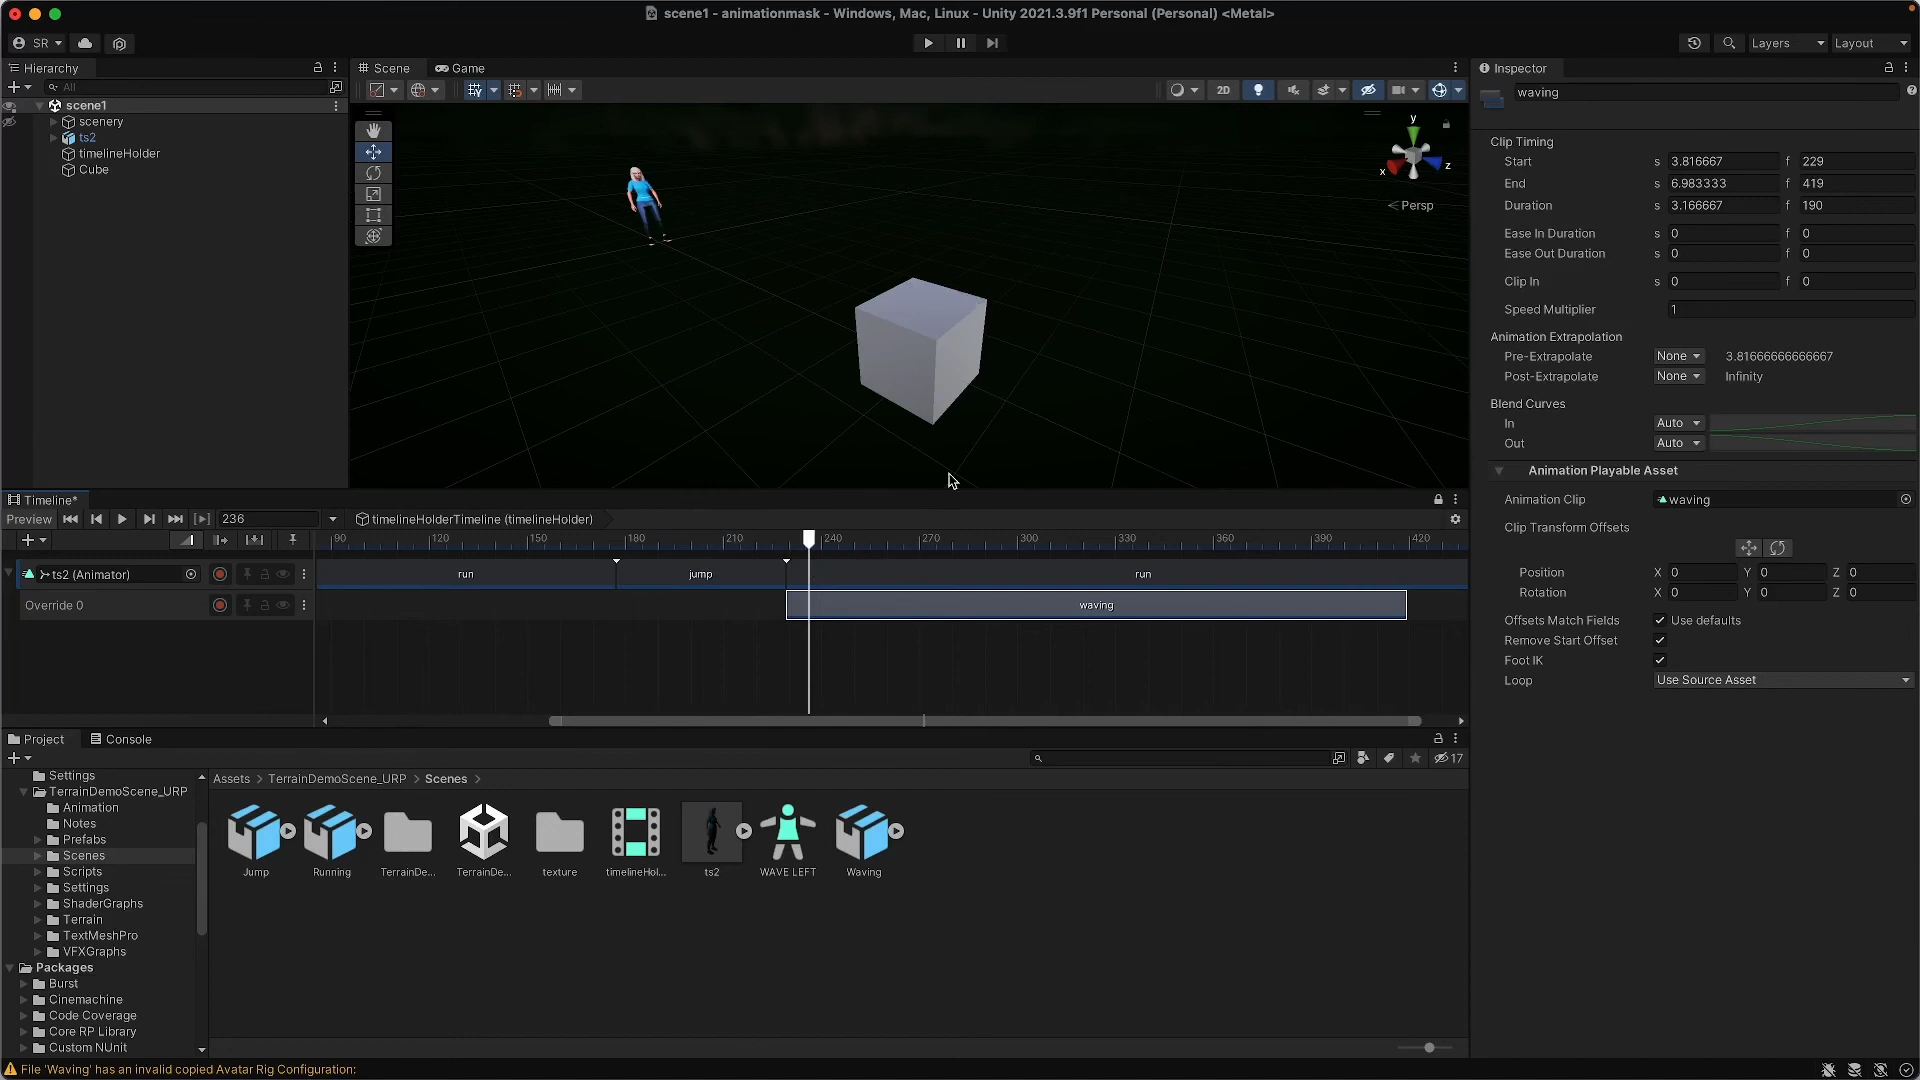 scene1 - animationmask - Windows, Mac, Linux - Unity 2021.3.9f1 Personal (Personal) <Metal>
SR
Layers
Layout
Hierarchy
All
scene1
scenery
ts2
timelineHolder
Cube
Scene
Game
2D
y
x
z
< Persp
Inspector
waving
Clip Timing
Start s 3.816667 f 229
End s 6.983333 f 419
Duration s 3.166667 f 190
Ease In Duration s 0 f 0
Ease Out Duration s 0 f 0
Clip In s 0 f 0
Speed Multiplier 1
Animation Extrapolation
Pre-Extrapolate None 3.81666666666667
Post-Extrapolate None Infinity
Blend Curves
In Auto
Out Auto
Animation Playable Asset
Animation Clip waving
Clip Transform Offsets
Position X 0 Y 0 Z 0
Rotation X 0 Y 0 Z 0
Offsets Match Fields Use defaults
Remove Start Offset
Foot IK
Loop Use Source Asset
Timeline*
Preview 236 timelineHolderTimeline (timelineHolder)
90 120 150 180 210 240 270 300 330 360 390 420
ts2 (Animator) run jump run
Override 0 waving
Project
Console
17
Settings
TerrainDemoScene_URP
Animation
Notes
Prefabs
Scenes
Scripts
Settings
ShaderGraphs
Terrain
TextMeshPro
VFXGraphs
Packages
Burst
Cinemachine
Code Coverage
Core RP Library
Custom NUnit
Assets > TerrainDemoScene_URP > Scenes >
Jump
Running
TerrainDe...
TerrainDe...
texture
timelineHol...
ts2
WAVE LEFT
Waving
File 'Waving' has an invalid copied Avatar Rig Configuration: